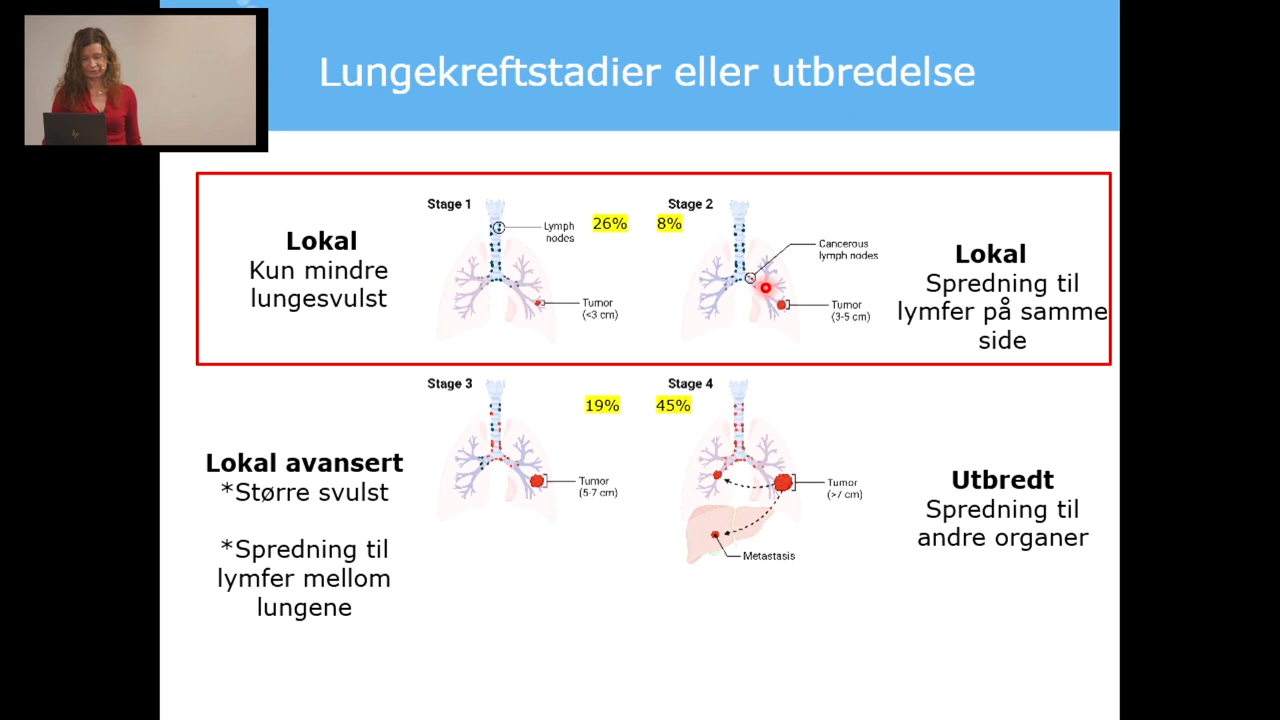 Lungekreftstadier eller utbredelse
Lokal
Kun mindre
lungesvulst
Stage 1
Lymph
nodes
26%
Tumor
(<3 cm)
Stage 2
8%
Cancerous
lymph nodes
Tumor
(3-5 cm)
Lokal
Spredning til
lymfer på samme
side
Lokal avansert
*Større svulst
*Spredning til
lymfer mellom
lungene
Stage 3
19%
Tumor
(5-7 cm)
Stage 4
45%
Tumor
(>7 cm)
Metastasis
Utbredt
Spredning til
andre organer
hp